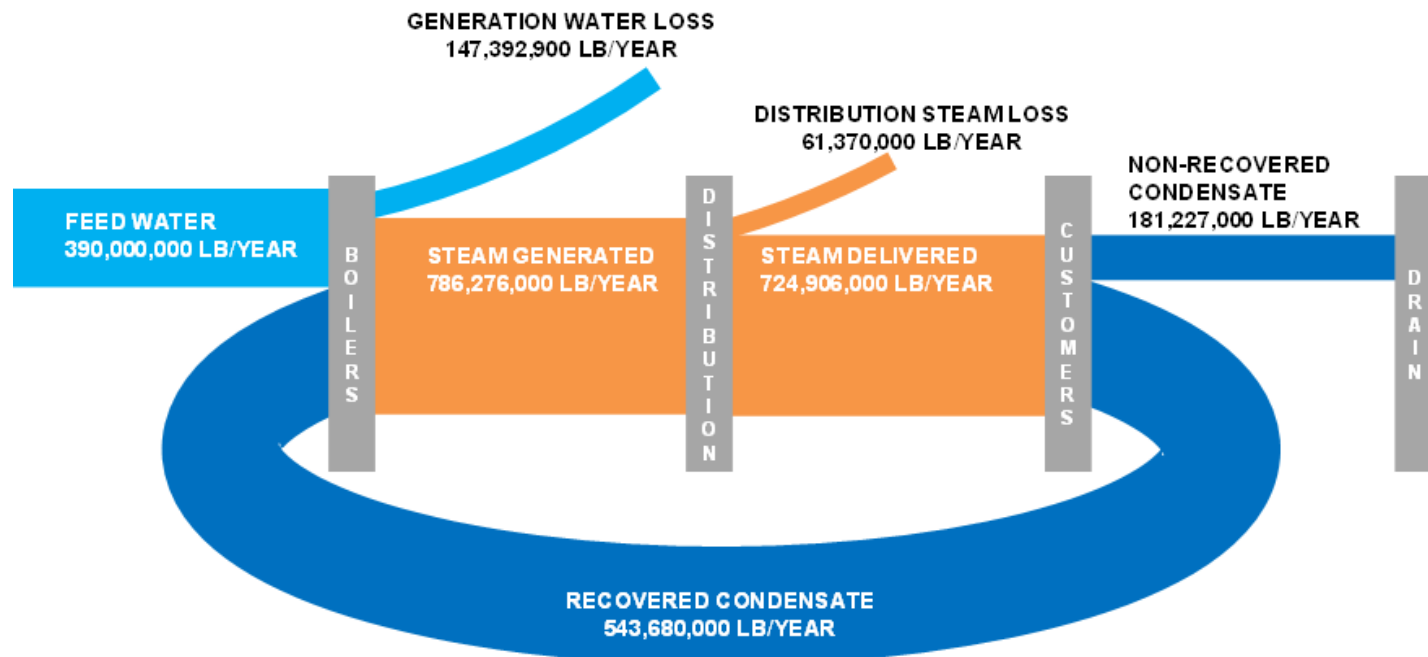 GENERATION WATER LOSS
147,392,900 LB/YEAR
DISTRIBUTION STEAM LOSS
61,370,000 LB/YEAR
NON-RECOVERED
CONDENSATE
181,227,000 LB/YEAR
FEED WATER
390,000,000 LB/YEAR
BOILERS
STEAM GENERATED
786,276,000 LB/YEAR
DISTRIBUTION
STEAM DELIVERED
724,906,000 LB/YEAR
CUSTOMERS
DRAIN
RECOVERED CONDENSATE
543,680,000 LB/YEAR